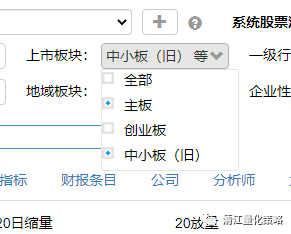 系统股票
上市板块： 中小板（旧） 等 一级行
全部
地域板块： 主板 企业性
创业板
中小板（旧）
指标 财报条目 公司 分析师
20日缩量 20放量
清江量化策略